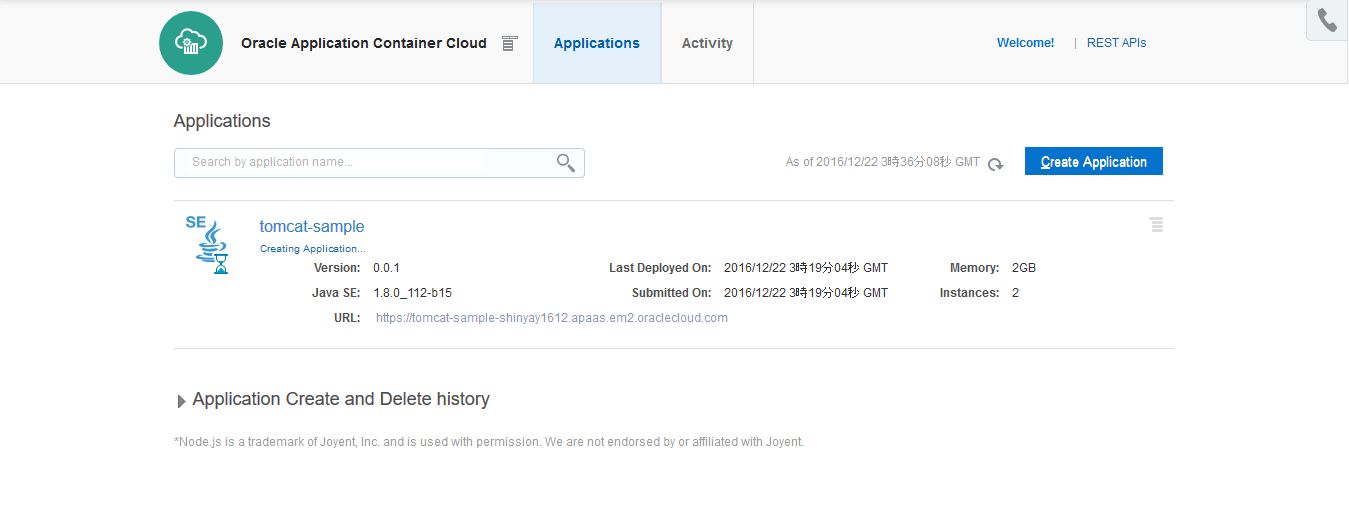 Oracle Application Container Cloud
Applications
Activity
Welcome!
| REST APIs
Applications
Search by application name...
As of 2016/12/22 3時36分08秒 GMT
Create Application
SE
tomcat-sample
Creating Application...
Version: 0.0.1
Last Deployed On: 2016/12/22 3時19分04秒 GMT
Memory: 2GB
Java SE: 1.8.0_112-b15
Submitted On: 2016/12/22 3時19分04秒 GMT
Instances: 2
URL: https://tomcat-sample-shinyay1612.apaas.em2.oraclecloud.com
Application Create and Delete history
*Node.js is a trademark of Joyent, Inc. and is used with permission. We are not endorsed by or affiliated with Joyent.